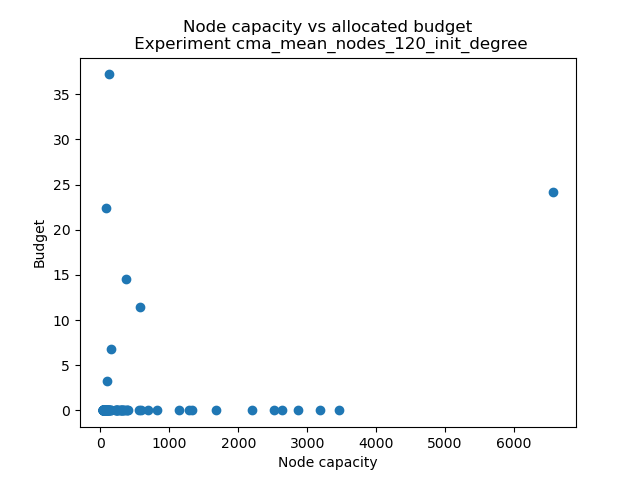 Node capacity vs allocated budget
Experiment cma_mean_nodes_120_init_degree
35
30
25
20
15
10
5
0
Budget
0 1000 2000 3000 4000 5000 6000
Node capacity